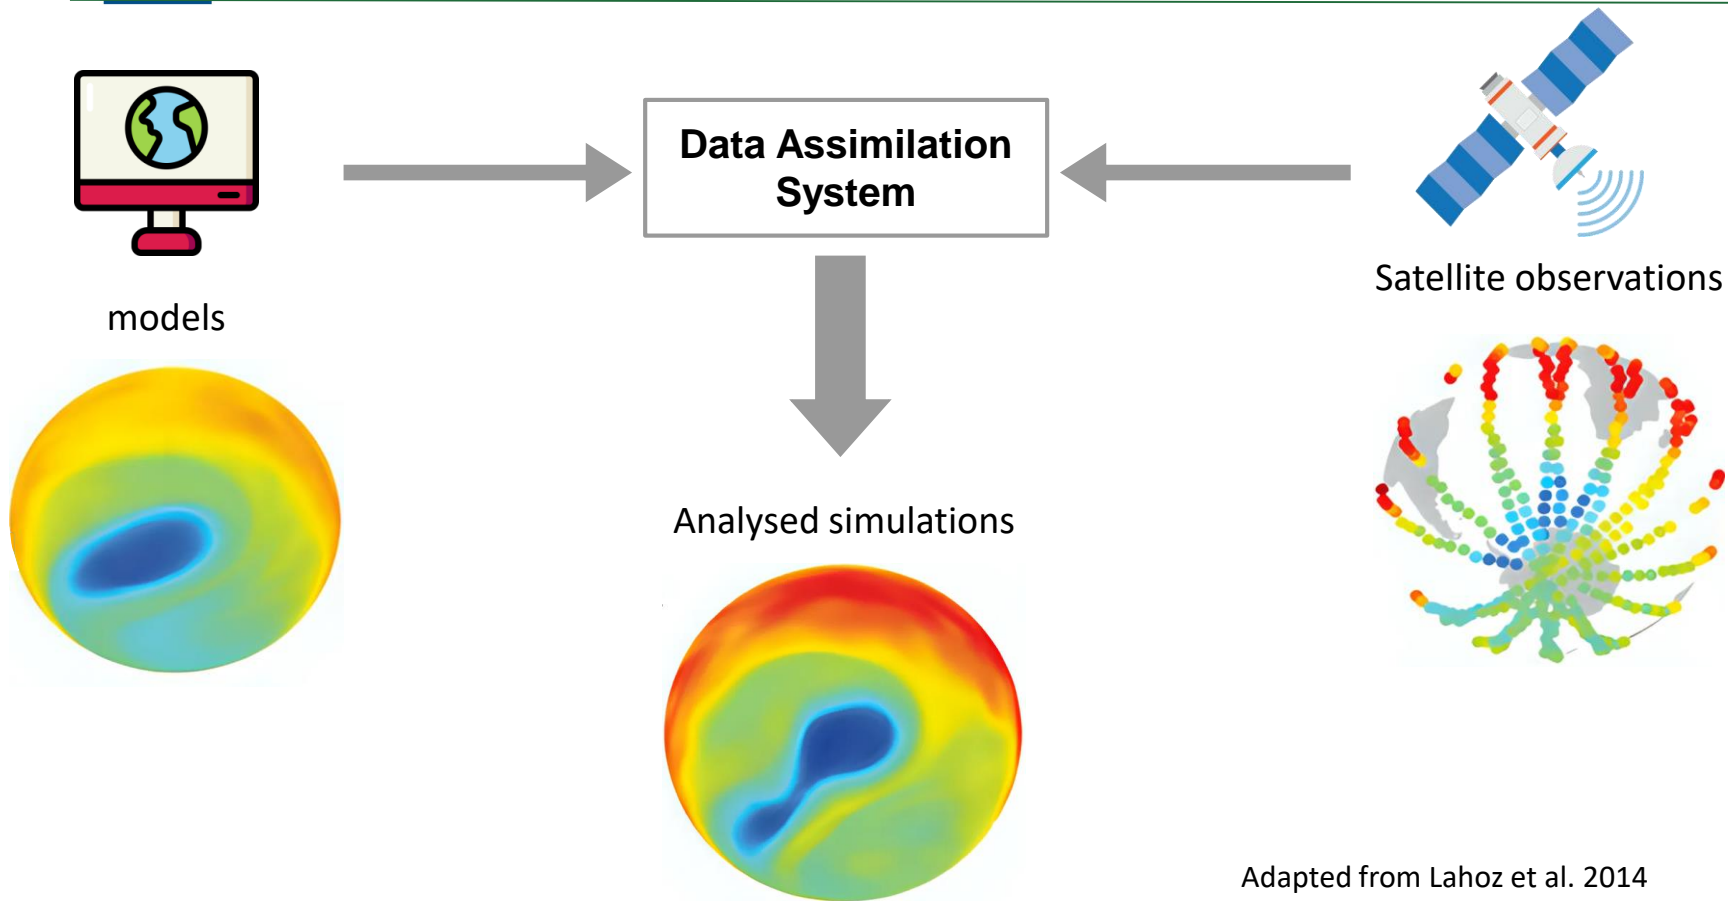 Data Assimilation
System
Satellite observations
models
Analysed simulations
Adapted from Lahoz et al. 2014